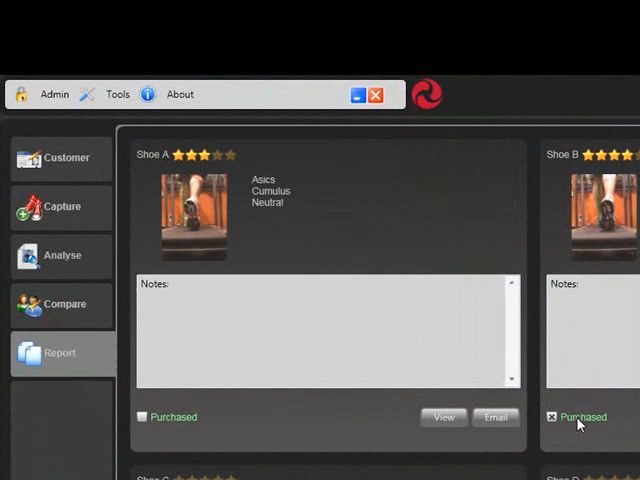 Admin Tools About
Customer
Capture
Analyse
Compare
Report
Shoe A
Asics
Cumulus
Neutral
Notes:
Purchased View Email
Shoe B
Notes:
Purchased